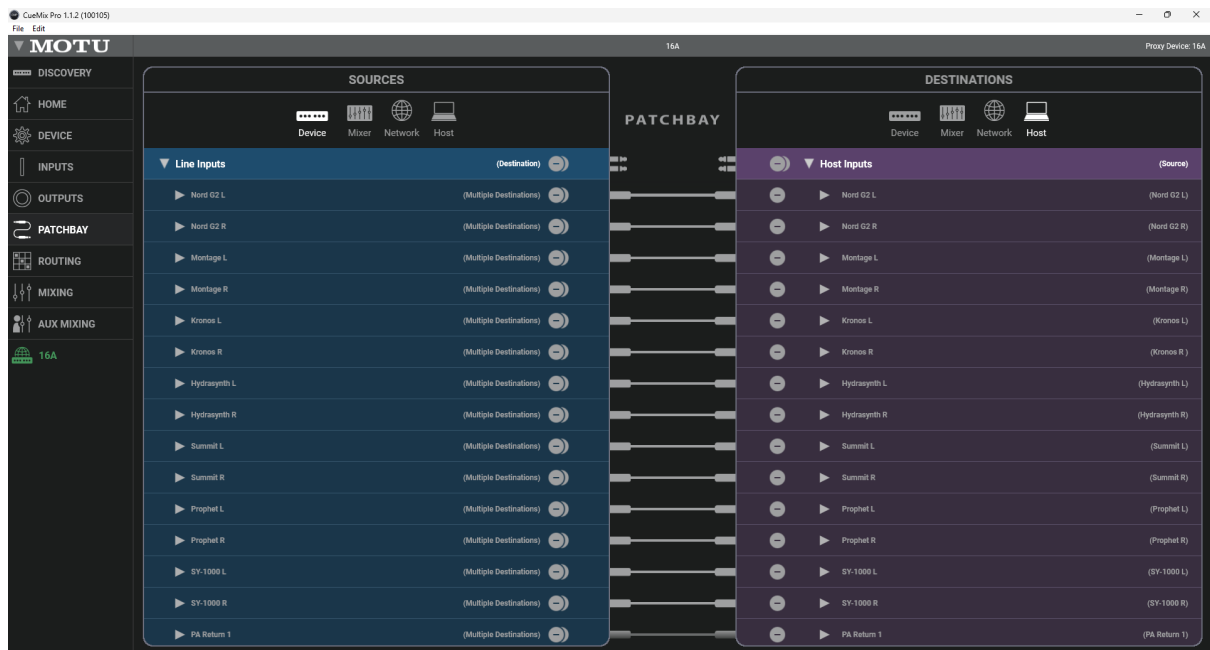 CueMix Pro 1.1.2 (100105)
File Edit
MOTU
16A
Proxy Device: 16A
DISCOVERY
HOME
DEVICE
INPUTS
OUTPUTS
PATCHBAY
ROUTING
MIXING
AUX MIXING
16A
SOURCES
Device Mixer Network Host
Line Inputs (Destination)
Nord G2 L (Multiple Destinations)
Nord G2 R (Multiple Destinations)
Montage L (Multiple Destinations)
Montage R (Multiple Destinations)
Kronos L (Multiple Destinations)
Kronos R (Multiple Destinations)
Hydrasynth L (Multiple Destinations)
Hydrasynth R (Multiple Destinations)
Summit L (Multiple Destinations)
Summit R (Multiple Destinations)
Prophet L (Multiple Destinations)
Prophet R (Multiple Destinations)
SY-1000 L (Multiple Destinations)
SY-1000 R (Multiple Destinations)
PA Return 1 (Multiple Destinations)
PATCHBAY
DESTINATIONS
Device Mixer Network Host
Host Inputs (Source)
Nord G2 L (Nord G2 L)
Nord G2 R (Nord G2 R)
Montage L (Montage L)
Montage R (Montage R)
Kronos L (Kronos L)
Kronos R (Kronos R )
Hydrasynth L (Hydrasynth L)
Hydrasynth R (Hydrasynth R)
Summit L (Summit L)
Summit R (Summit R)
Prophet L (Prophet L)
Prophet R (Prophet R)
SY-1000 L (SY-1000 L)
SY-1000 R (SY-1000 R)
PA Return 1 (PA Return 1)